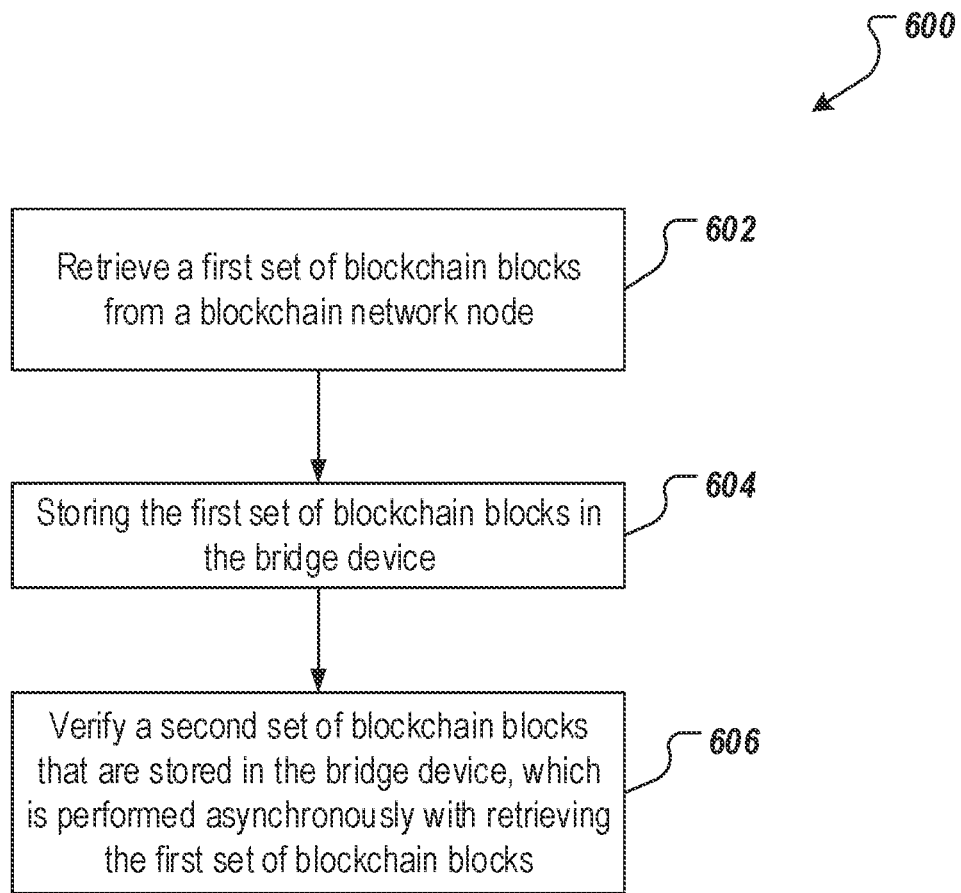 600
602
Retrieve a first set of blockchain blocks
from a blockchain network node
604
Storing the first set of blockchain blocks in
the bridge device
606
Verify a second set of blockchain blocks
that are stored in the bridge device, which
is performed asynchronously with retrieving
the first set of blockchain blocks